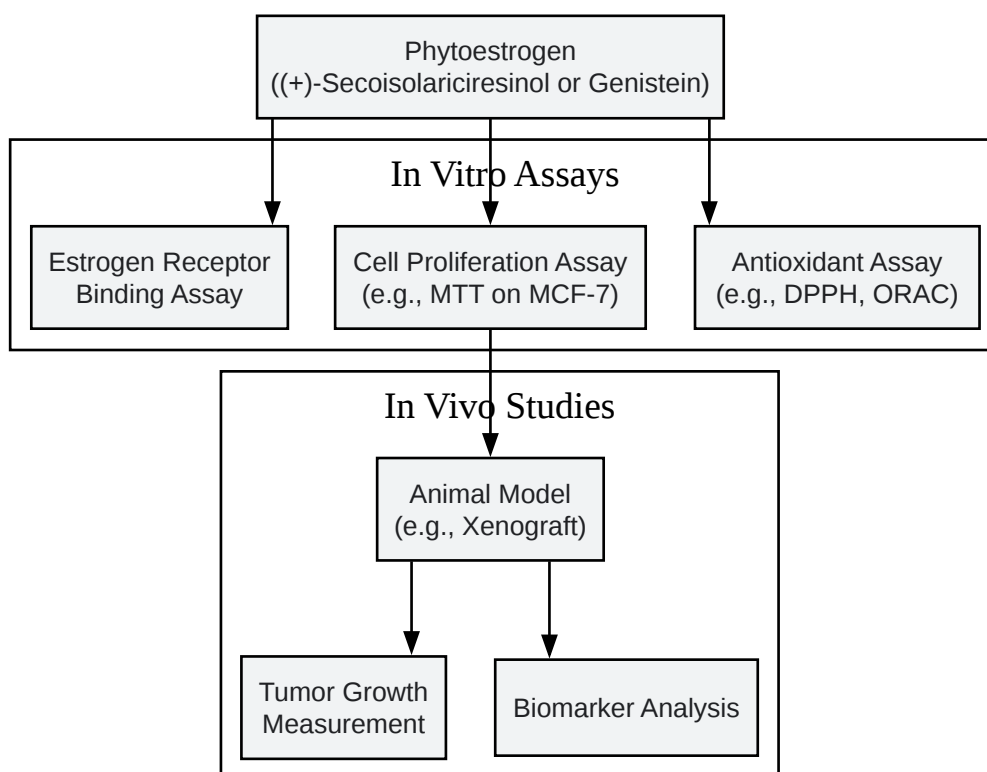 Phytoestrogen
((+)-Secoisolariciresinol or Genistein)
In Vitro Assays
Estrogen Receptor
Binding Assay
Cell Proliferation Assay
(e.g., MTT on MCF-7)
Antioxidant Assay
(e.g., DPPH, ORAC)
In Vivo Studies
Animal Model
(e.g., Xenograft)
Tumor Growth
Measurement
Biomarker Analysis